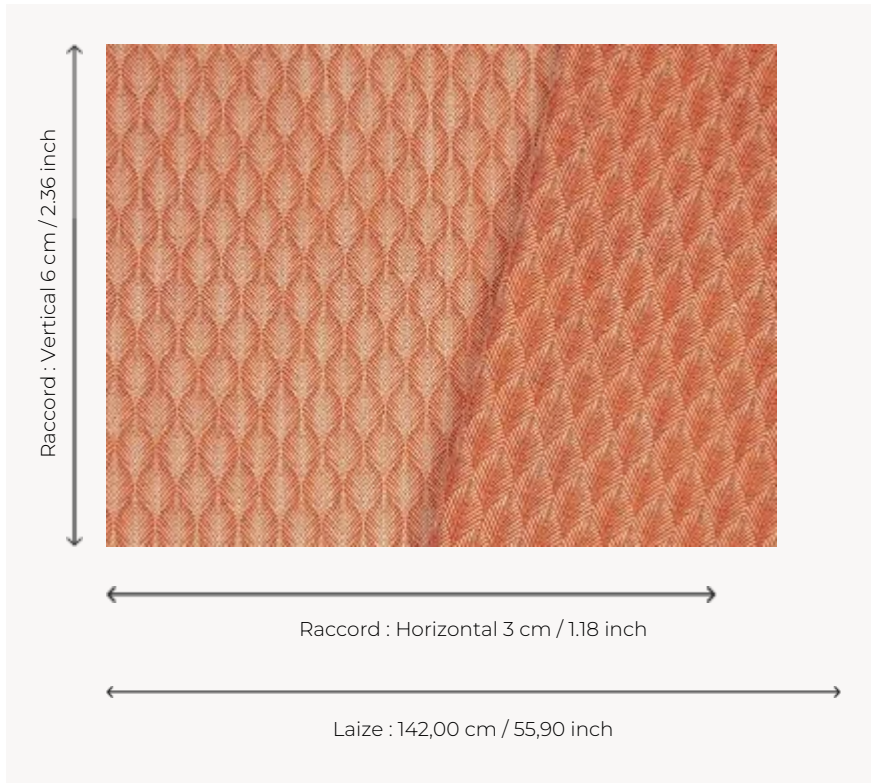 Raccord : Vertical 6 cm / 2.36 inch
Raccord : Horizontal 3 cm / 1.18 inch
Laize : 142,00 cm / 55,90 inch